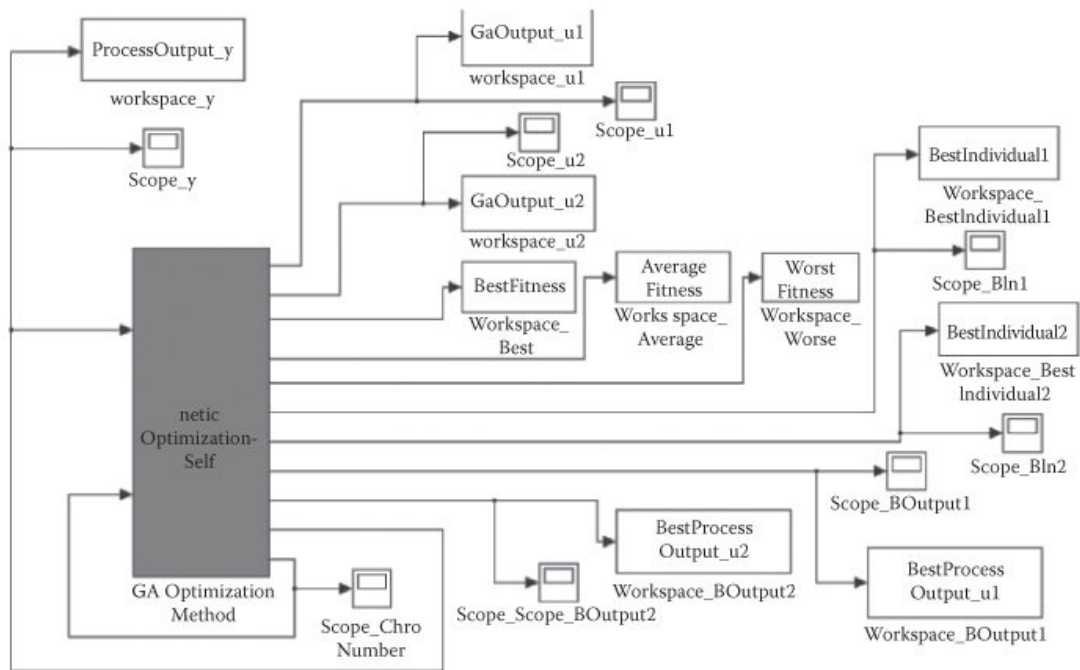 ProcessOutput_y
workspace_y
Scope_y
GaOutput_u1
workspace_u1
Scope_u1
Scope_u2
GaOutput_u2
workspace_u2
BestIndividual1
Workspace_
BestIndividual1
Scope_Bln1
BestFitness
Workspace_
Best
Average
Fitness
Works space_
Average
Worst
Fitness
Workspace_
Worse
BestIndividual2
Workspace_Best
Individual2
Scope_Bln2
netic
Optimization-
Self
GA Optimization
Method
Scope_BOutput1
BestProcess
Output_u2
Workspace_BOutput2
BestProcess
Output_u1
Workspace_BOutput1
Scope_Scope_BOutput2
Scope_Chro
Number